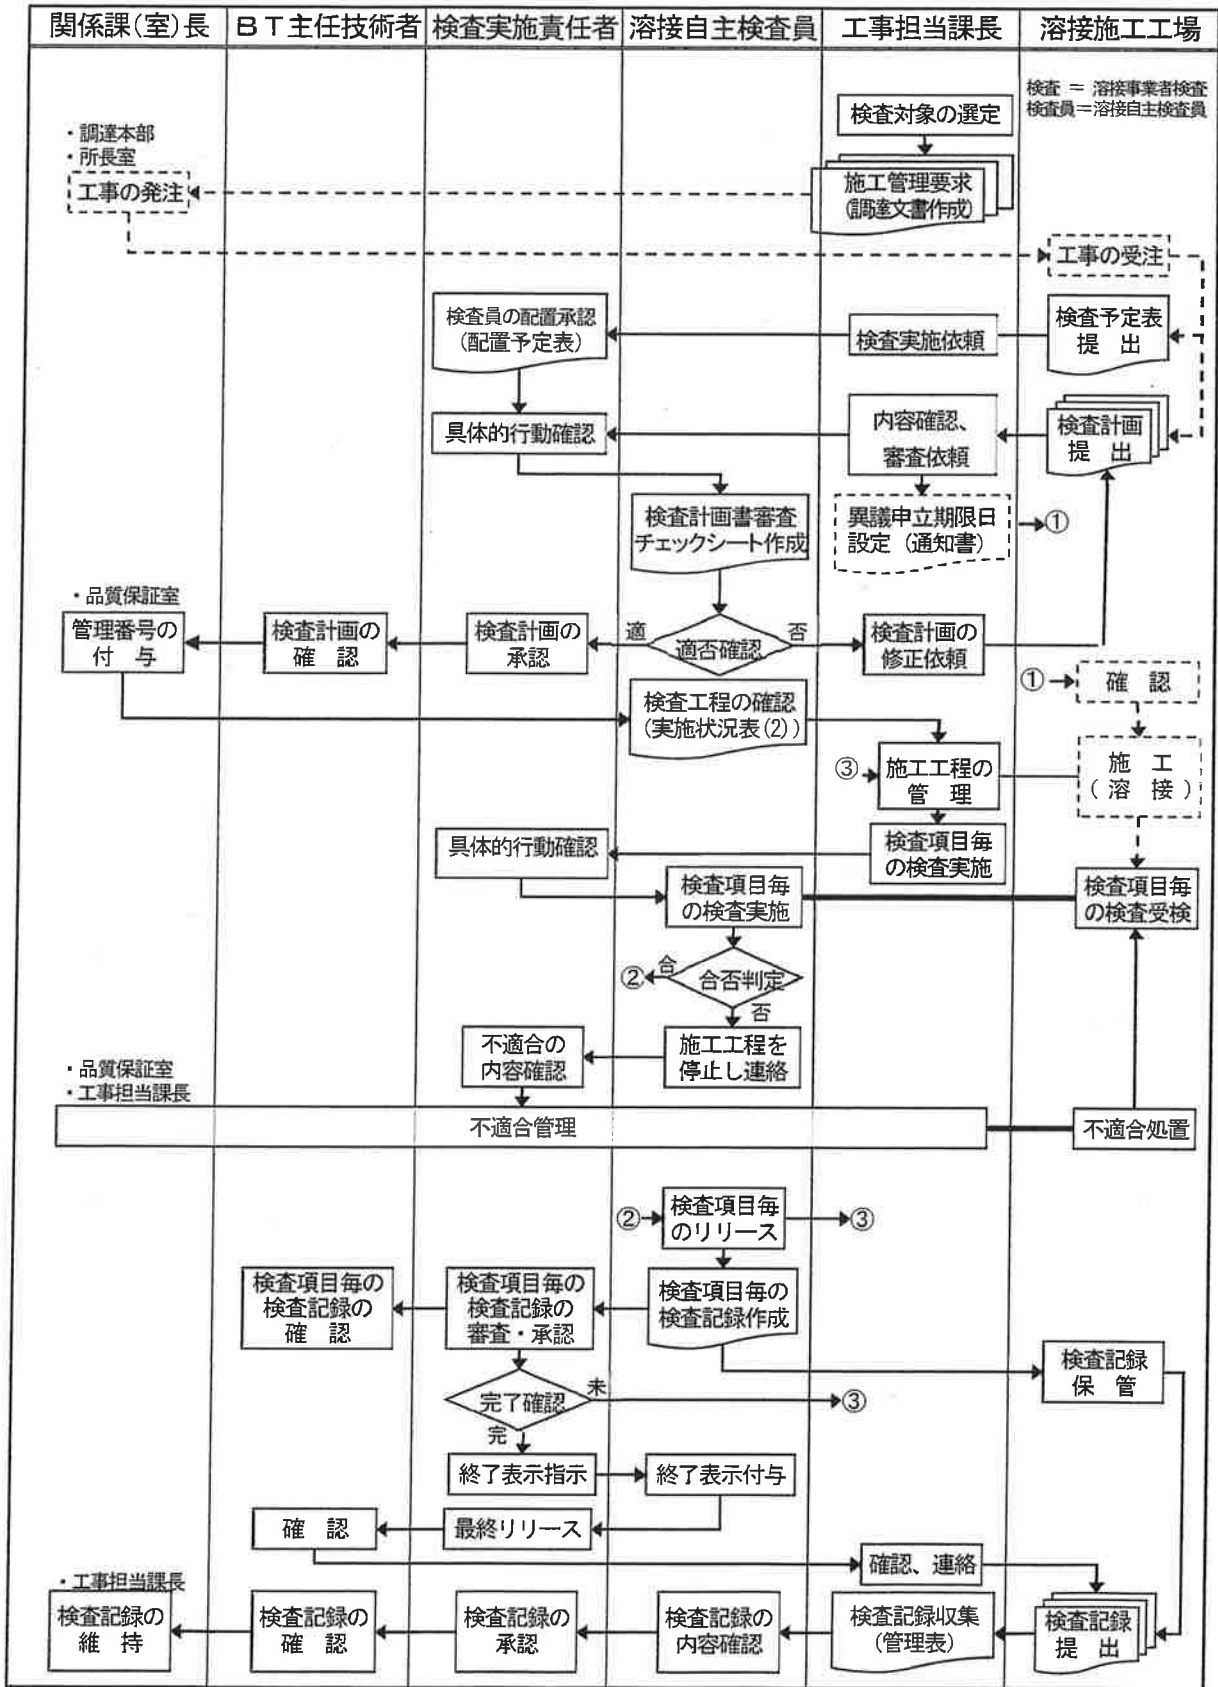 関係課(室)長
ＢＴ主任技術者
検査実施責任者
溶接自主検査員
工事担当課長
溶接施工工場
検査 ＝ 溶接事業者検査
検査員＝溶接自主検査員
検査対象の選定
・調達本部
・所長室
工事の発注
施工管理要求
(調達文書作成)
工事の受注
検査員の配置承認
(配置予定表)
検査実施依頼
検査予定表
提 出
具体的行動確認
内容確認、
審査依頼
検査計画
提 出
検査計画書審査
チェックシート作成
異議申立期限日
設定（通知書）
①
・品質保証室
管理番号の
付 与
検査計画の
確 認
検査計画の
承認
適
適否確認
否
検査計画の
修正依頼
①
確 認
検査工程の確認
(実施状況表(2))
③
施工工程の
管 理
施 工
( 溶 接 )
具体的行動確認
検査項目毎
の検査実施
検査項目毎
の検査実施
検査項目毎
の検査受検
②
合
合否判定
否
不適合の
内容確認
施工工程を
停止し連絡
・品質保証室
・工事担当課長
不適合管理
不適合処置
②
検査項目毎
のリリース
③
検査項目毎の
検査記録の
確 認
検査項目毎の
検査記録の
審査・承認
検査項目毎の
検査記録作成
検査記録
保 管
完了確認
未
③
完
終了表示指示
終了表示付与
確 認
最終リリース
確認、連絡
・工事担当課長
検査記録の
維 持
検査記録の
確 認
検査記録の
承認
検査記録の
内容確認
検査記録収集
(管理表)
検査記録
提 出